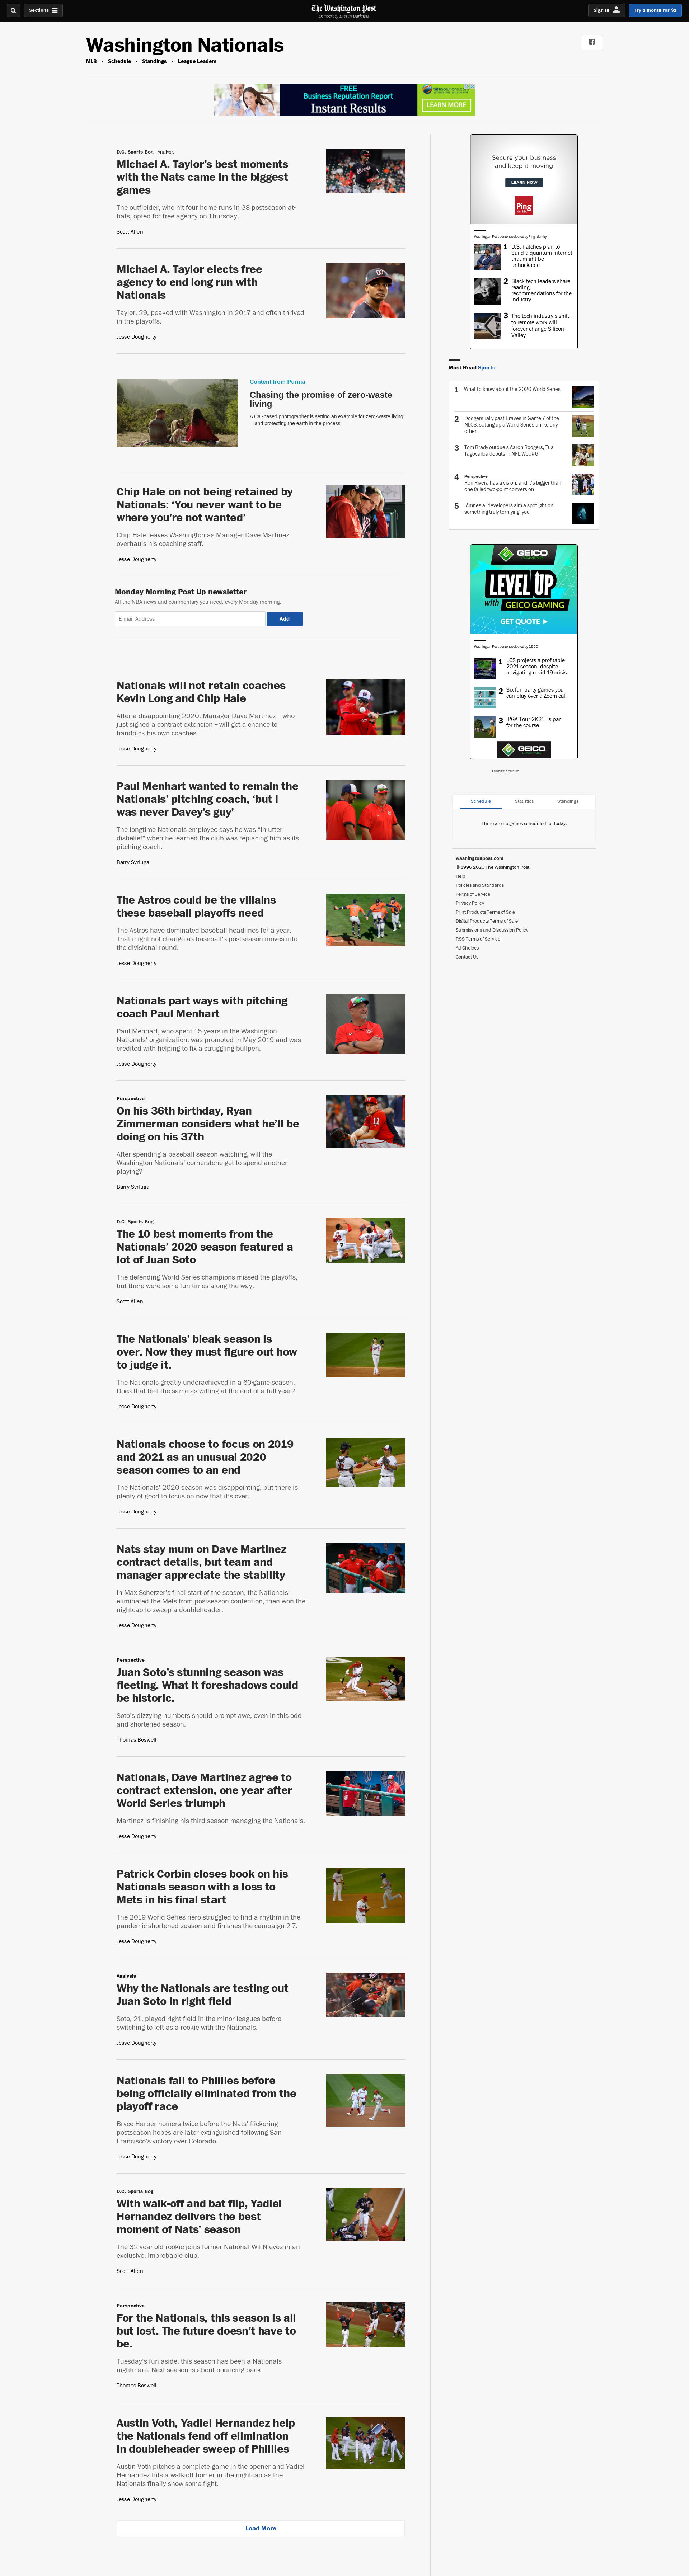 Sections
The Washington Post
Democracy Dies in Darkness
Sign In
Try 1 month for $1
Washington Nationals
MLB • Schedule • Standings • League Leaders
FREE
Business Reputation Report
Instant Results
LEARN MORE
D.C. Sports Bog Analysis
Michael A. Taylor’s best moments
with the Nats came in the biggest
games
The outfielder, who hit four home runs in 38 postseason at-
bats, opted for free agency on Thursday.
Scott Allen
Michael A. Taylor elects free
agency to end long run with
Nationals
Taylor, 29, peaked with Washington in 2017 and often thrived
in the playoffs.
Jesse Dougherty
Content from Purina
Chasing the promise of zero-waste
living
A Ca.-based photographer is setting an example for zero-waste living
—and protecting the earth in the process.
Chip Hale on not being retained by
Nationals: ‘You never want to be
where you’re not wanted’
Chip Hale leaves Washington as Manager Dave Martinez
overhauls his coaching staff.
Jesse Dougherty
Monday Morning Post Up newsletter
All the NBA news and commentary you need, every Monday morning.
E-mail Address
Add
Nationals will not retain coaches
Kevin Long and Chip Hale
After a disappointing 2020, Manager Dave Martinez — who
just signed a contract extension — will get a chance to
handpick his own coaches.
Jesse Dougherty
Paul Menhart wanted to remain the
Nationals’ pitching coach, ‘but I
was never Davey’s guy’
The longtime Nationals employee says he was “in utter
disbelief” when he learned the club was replacing him as its
pitching coach.
Barry Svrluga
The Astros could be the villains
these baseball playoffs need
The Astros have dominated baseball headlines for a year.
That might not change as baseball’s postseason moves into
the divisional round.
Jesse Dougherty
Nationals part ways with pitching
coach Paul Menhart
Paul Menhart, who spent 15 years in the Washington
Nationals’ organization, was promoted in May 2019 and was
credited with helping to fix a struggling bullpen.
Jesse Dougherty
Perspective
On his 36th birthday, Ryan
Zimmerman considers what he’ll be
doing on his 37th
After spending a baseball season watching, will the
Washington Nationals’ cornerstone get to spend another
playing?
Barry Svrluga
D.C. Sports Bog
The 10 best moments from the
Nationals’ 2020 season featured a
lot of Juan Soto
The defending World Series champions missed the playoffs,
but there were some fun times along the way.
Scott Allen
The Nationals’ bleak season is
over. Now they must figure out how
to judge it.
The Nationals greatly underachieved in a 60-game season.
Does that feel the same as wilting at the end of a full year?
Jesse Dougherty
Nationals choose to focus on 2019
and 2021 as an unusual 2020
season comes to an end
The Nationals’ 2020 season was disappointing, but there is
plenty of good to focus on now that it’s over.
Jesse Dougherty
Nats stay mum on Dave Martinez
contract details, but team and
manager appreciate the stability
In Max Scherzer’s final start of the season, the Nationals
eliminated the Mets from postseason contention, then won the
nightcap to sweep a doubleheader.
Jesse Dougherty
Perspective
Juan Soto’s stunning season was
fleeting. What it foreshadows could
be historic.
Soto’s dizzying numbers should prompt awe, even in this odd
and shortened season.
Thomas Boswell
Nationals, Dave Martinez agree to
contract extension, one year after
World Series triumph
Martinez is finishing his third season managing the Nationals.
Jesse Dougherty
Patrick Corbin closes book on his
Nationals season with a loss to
Mets in his final start
The 2019 World Series hero struggled to find a rhythm in the
pandemic-shortened season and finishes the campaign 2-7.
Jesse Dougherty
Analysis
Why the Nationals are testing out
Juan Soto in right field
Soto, 21, played right field in the minor leagues before
switching to left as a rookie with the Nationals.
Jesse Dougherty
Nationals fall to Phillies before
being officially eliminated from the
playoff race
Bryce Harper homers twice before the Nats’ flickering
postseason hopes are later extinguished following San
Francisco’s victory over Colorado.
Jesse Dougherty
D.C. Sports Bog
With walk-off and bat flip, Yadiel
Hernandez delivers the best
moment of Nats’ season
The 32-year-old rookie joins former National Wil Nieves in an
exclusive, improbable club.
Scott Allen
Perspective
For the Nationals, this season is all
but lost. The future doesn’t have to
be.
Tuesday’s fun aside, this season has been a Nationals
nightmare. Next season is about bouncing back.
Thomas Boswell
Austin Voth, Yadiel Hernandez help
the Nationals fend off elimination
in doubleheader sweep of Phillies
Austin Voth pitches a complete game in the opener and Yadiel
Hernandez hits a walk-off homer in the nightcap as the
Nationals finally show some fight.
Jesse Dougherty
Load More
Secure your business
and keep it moving
LEARN HOW
Ping
Washington Post content selected by Ping Identity
1 U.S. hatches plan to
build a quantum Internet
that might be
unhackable
2 Black tech leaders share
reading
recommendations for the
industry
3 The tech industry’s shift
to remote work will
forever change Silicon
Valley
Most Read Sports
1 What to know about the 2020 World Series
2 Dodgers rally past Braves in Game 7 of the
NLCS, setting up a World Series unlike any
other
3 Tom Brady outduels Aaron Rodgers, Tua
Tagovailoa debuts in NFL Week 6
4 Perspective
Ron Rivera has a vision, and it’s bigger than
one failed two-point conversion
5 ‘Amnesia’ developers aim a spotlight on
something truly terrifying: you
GEICO
GAMING
LEVEL UP
with GEICO GAMING
GET QUOTE
Washington Post content selected by GEICO
1 LCS projects a profitable
2021 season, despite
navigating covid-19 crisis
2 Six fun party games you
can play over a Zoom call
3 ‘PGA Tour 2K21’ is par
for the course
GEICO
GAMING
ADVERTISEMENT
Schedule Statistics Standings
There are no games scheduled for today.
washingtonpost.com
© 1996-2020 The Washington Post
Help
Policies and Standards
Terms of Service
Privacy Policy
Print Products Terms of Sale
Digital Products Terms of Sale
Submissions and Discussion Policy
RSS Terms of Service
Ad Choices
Contact Us